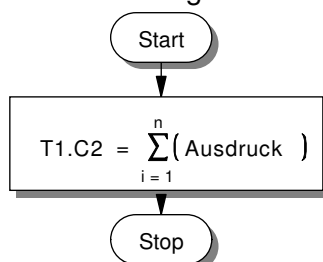 Start
n
T1.C2 = ∑( Ausdruck )
i = 1
Stop